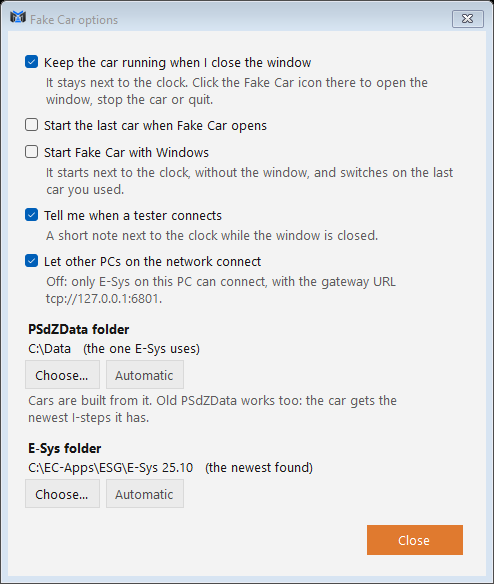 Fake Car options
Keep the car running when I close the window
It stays next to the clock. Click the Fake Car icon there to open the
window, stop the car or quit.
Start the last car when Fake Car opens
Start Fake Car with Windows
It starts next to the clock, without the window, and switches on the last
car you used.
Tell me when a tester connects
A short note next to the clock while the window is closed.
Let other PCs on the network connect
Off: only E-Sys on this PC can connect, with the gateway URL
tcp://127.0.0.1:6801.
PSdZData folder
C:\Data (the one E-Sys uses)
Choose... Automatic
Cars are built from it. Old PSdZData works too: the car gets the
newest I-steps it has.
E-Sys folder
C:\EC-Apps\ESG\E-Sys 25.10 (the newest found)
Choose... Automatic
Close